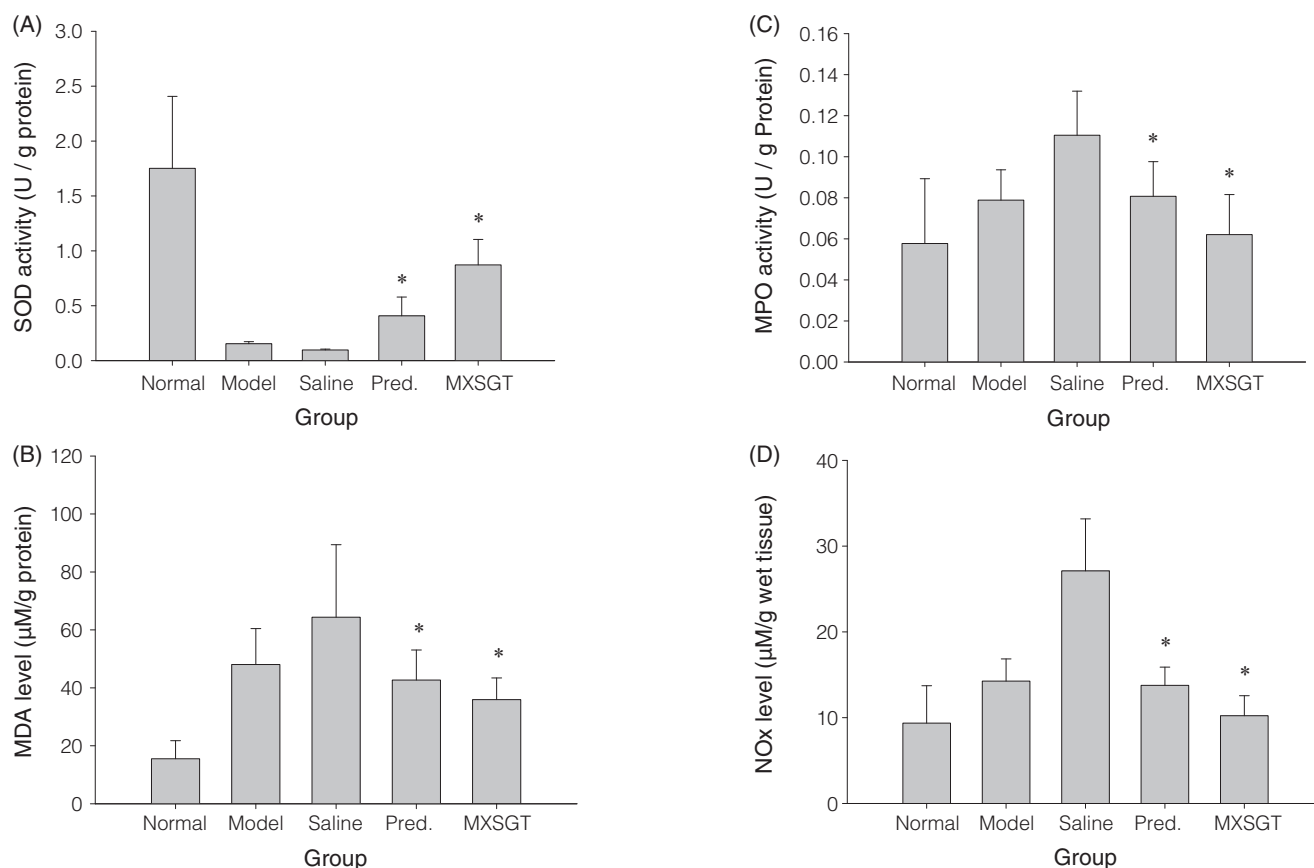 (A)
SOD activity (U / g protein)
3.0
2.5
2.0
1.5
1.0
0.5
0.0
*
*
Normal Model Saline Pred. MXSGT
Group
(B)
MDA level (µM/g protein)
120
100
80
60
40
20
0
*
*
Normal Model Saline Pred. MXSGT
Group
(C)
MPO activity (U / g Protein)
0.16
0.14
0.12
0.10
0.08
0.06
0.04
0.02
0.00
*
*
Normal Model Saline Pred. MXSGT
Group
(D)
NOx level (µM/g wet tissue)
40
30
20
10
0
*
*
Normal Model Saline Pred. MXSGT
Group